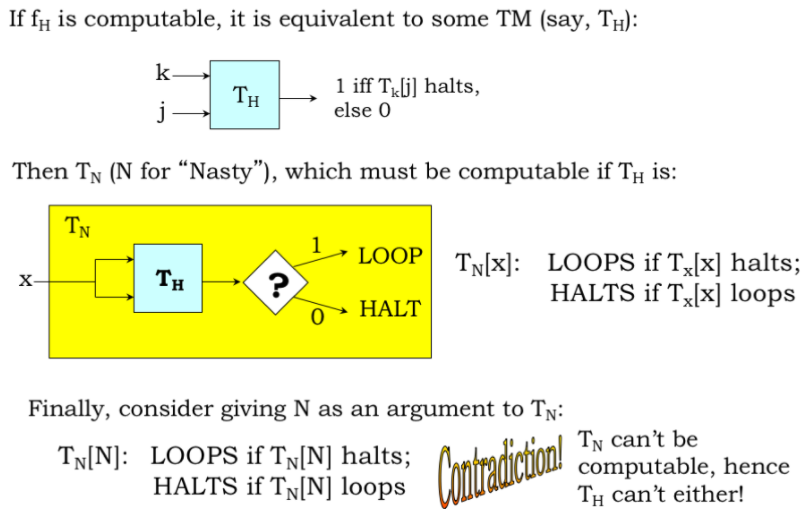 If f_H is computable, it is equivalent to some TM (say, T_H):
k
j
T_H
1 iff T_k[j] halts,
else 0
Then T_N (N for “Nasty”), which must be computable if T_H is:
T_N
x
T_H
?
1
LOOP
0
HALT
T_N[x]: LOOPS if T_x[x] halts;
HALTS if T_x[x] loops
Finally, consider giving N as an argument to T_N:
T_N[N]: LOOPS if T_N[N] halts;
HALTS if T_N[N] loops
Contradiction!
T_N can’t be
computable, hence
T_H can’t either!